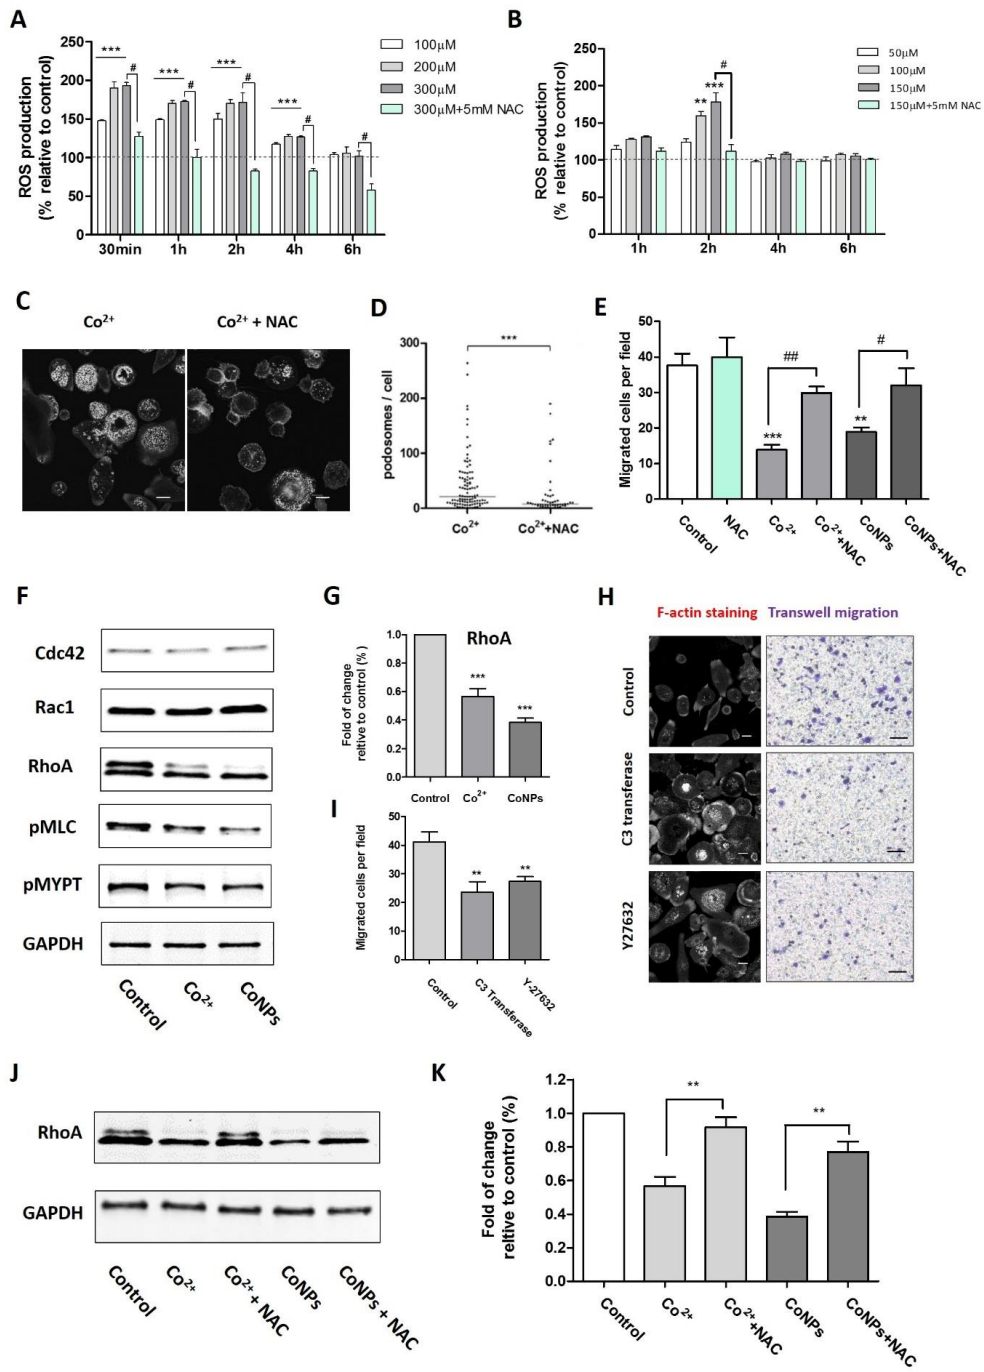 A
ROS production
(% relative to control)
250
200
150
100
50
0
***
#
***
#
***
#
***
#
#
30min 1h 2h 4h 6h
100µM
200µM
300µM
300µM+5mM NAC
B
ROS production
(% relative to control)
250
200
150
100
50
0
**
***
#
1h 2h 4h 6h
50µM
100µM
150µM
150µM+5mM NAC
C
Co2+
Co2+ + NAC
D
podosomes / cell
300
200
100
0
***
Co2+ Co2++NAC
E
Migrated cells per field
50
40
30
20
10
0
***
##
**
#
Control
NAC
Co2+
Co2++NAC
CoNPs
CoNPs+NAC
F
Cdc42
Rac1
RhoA
pMLC
pMYPT
GAPDH
Control
Co2+
CoNPs
G
RhoA
Fold of change
reltive to control (%)
1.0
0.8
0.6
0.4
0.2
0.0
***
***
Control Co2+ CoNPs
H
F-actin staining Transwell migration
Control
C3 transferase
Y27632
I
Migrated cells per field
50
40
30
20
10
0
**
**
Control
C3 Transferase
Y-27632
J
RhoA
GAPDH
Control
Co2+
Co2+ + NAC
CoNPs
CoNPs + NAC
K
Fold of change
reltive to control (%)
1.2
1.0
0.8
0.6
0.4
0.2
0.0
**
**
Control
Co2+
Co2++NAC
CoNPs
CoNPs+NAC